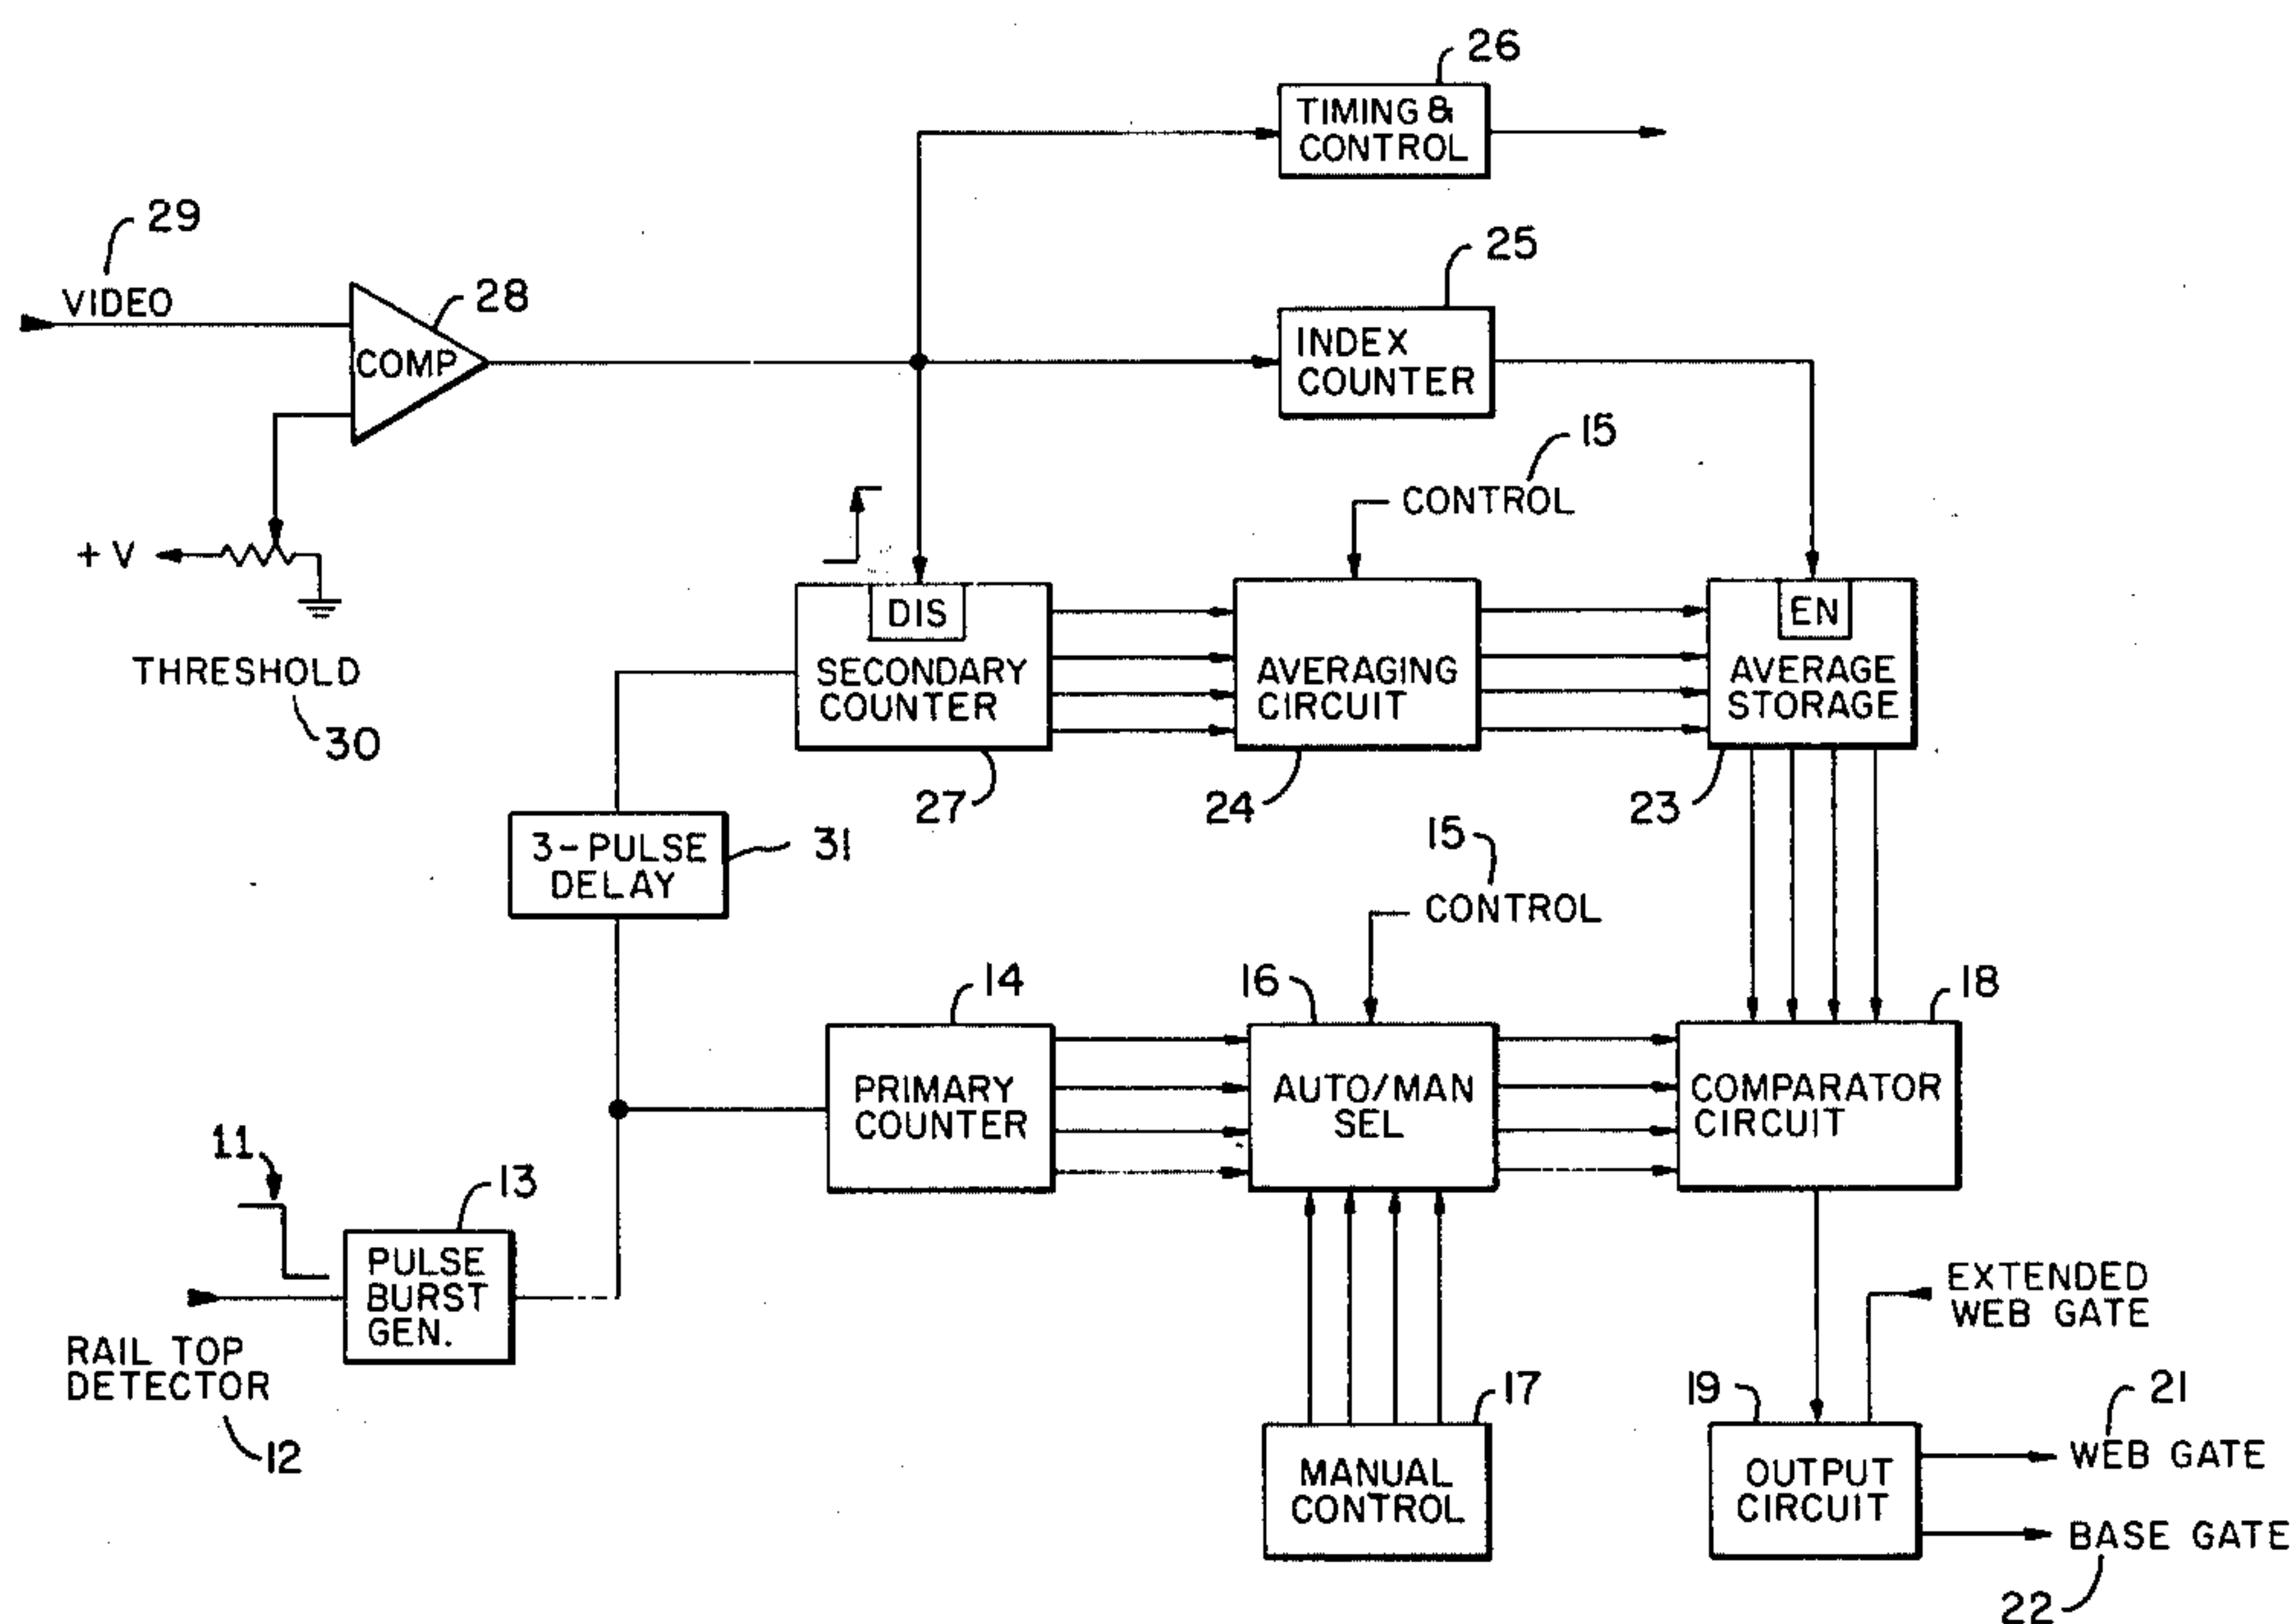 26
TIMING &
CONTROL
29
VIDEO
28
COMP
25
INDEX
COUNTER
15
CONTROL
+ V
THRESHOLD
30
DIS
SECONDARY
COUNTER
27
AVERAGING
CIRCUIT
24
EN
AVERAGE
STORAGE
23
3-PULSE
DELAY
31
15
CONTROL
14
PRIMARY
COUNTER
16
AUTO/MAN
SEL
18
COMPARATOR
CIRCUIT
11
13
PULSE
BURST
GEN.
RAIL TOP
DETECTOR
12
EXTENDED
WEB GATE
17
MANUAL
CONTROL
19
OUTPUT
CIRCUIT
21
WEB GATE
BASE GATE
22